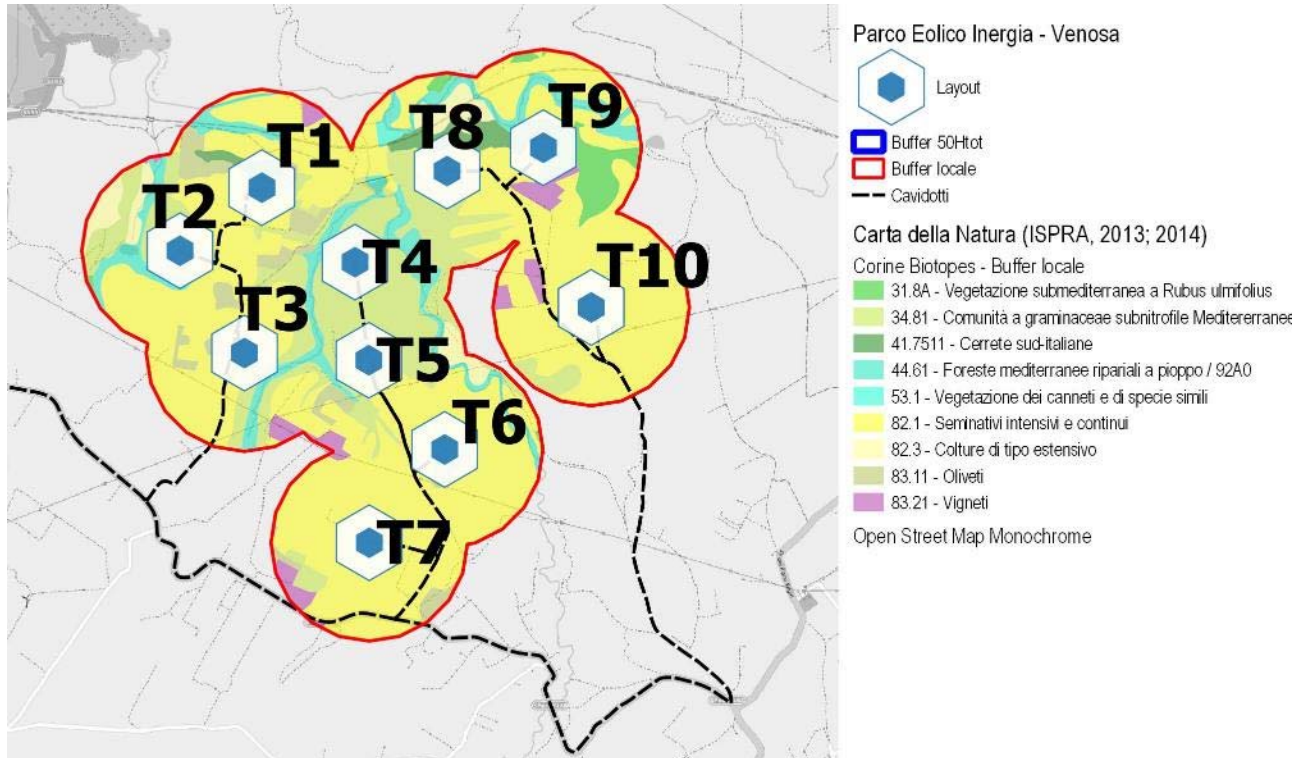 T1
T2
T3
T4
T5
T6
T7
T8
T9
T10
Parco Eolico Inergia - Venosa
Layout
Buffer 50Htot
Buffer locale
Cavidotti
Carta della Natura (ISPRA, 2013; 2014)
Corine Biotopes - Buffer locale
31.8A - Vegetazione submediterranea a Rubus ulmifolius
34.81 - Comunità a graminaceae subnitrofile Meditererranee
41.7511 - Cerrete sud-italiane
44.61 - Foreste mediterranee ripariali a pioppo / 92A0
53.1 - Vegetazione dei canneti e di specie simili
82.1 - Seminativi intensivi e continui
82.3 - Colture di tipo estensivo
83.11 - Oliveti
83.21 - Vigneti
Open Street Map Monochrome